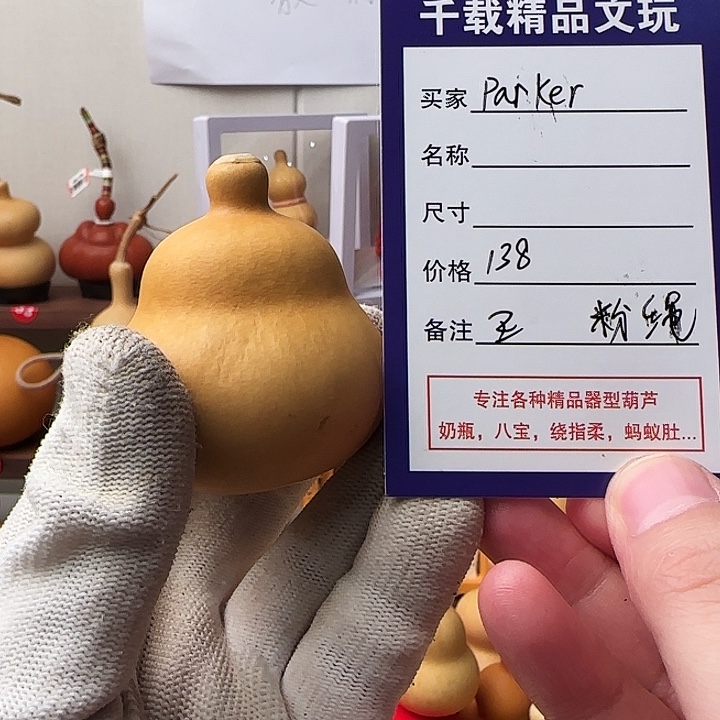 千载精品文玩
买家 Parker
名称
尺寸
价格 138
备注 王 粉绳
专注各种精品器型葫芦
奶瓶，八宝，绕指柔，蚂蚁肚...